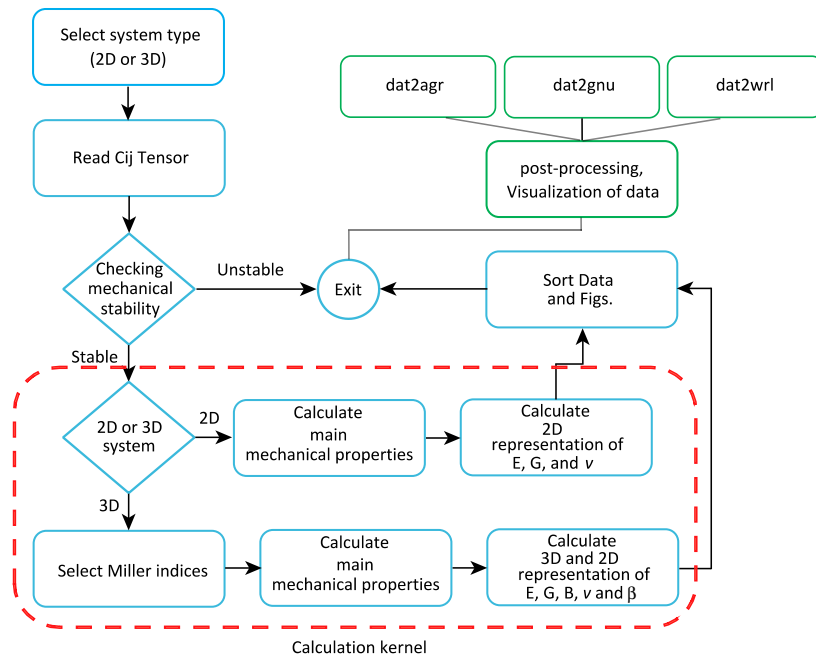 Select system type
(2D or 3D)
dat2agr
dat2gnu
dat2wrl
Read Cij Tensor
post-processing,
Visualization of data
Checking
mechanical
stability
Unstable
Exit
Sort Data
and Figs.
Stable
2D or 3D
system
2D
Calculate
main
mechanical properties
Calculate
2D
representation of
E, G, and ν
3D
Select Miller indices
Calculate
main
mechanical properties
Calculate
3D and 2D
representation of
E, G, B, ν and β
Calculation kernel